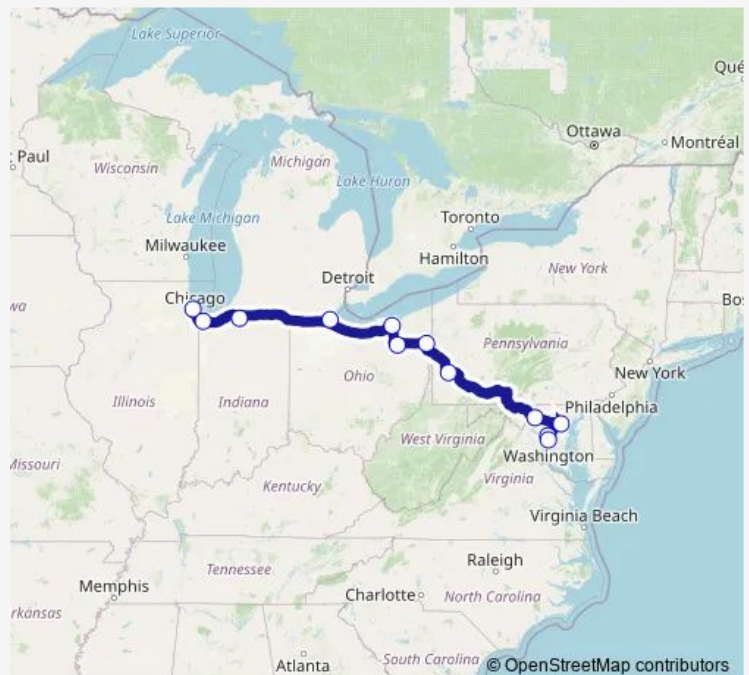 Lake Superior
Qué
Ottawa
Montréal
Paul
Wisconsin
Michigan
Lake Huron
Toronto
Lake Michigan
Hamilton
Milwaukee
New York
Detroit
Chicago
Bos
wa
Pennsylvania
New York
Ohio
Illinois
Indiana
Philadelphia
West Virginia
Washington
Missouri
Virginia
Kentucky
Virginia Beach
Raleigh
Tennessee
Memphis
Charlotte
North Carolina
rkansas
South Carolina
Atlanta
© OpenStreetMap contributors